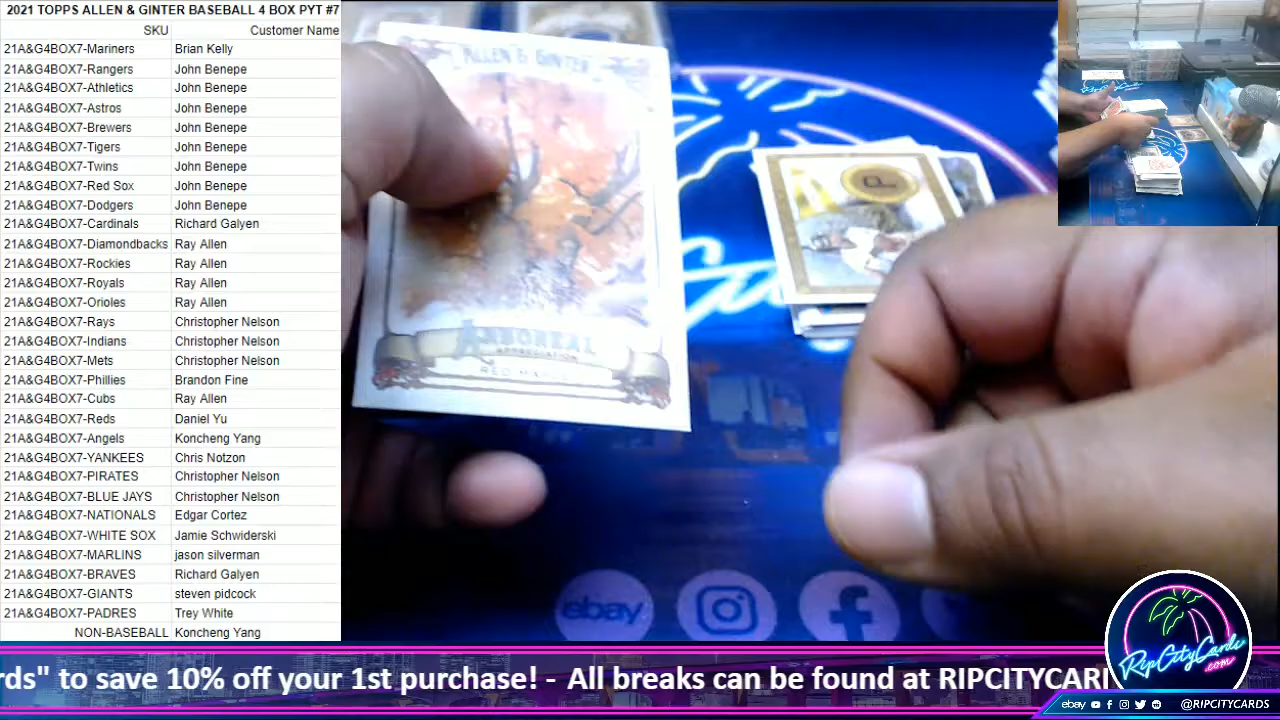 2021 TOPPS ALLEN & GINTER BASEBALL 4 BOX PYT #7
SKU Customer Name
21A&G4BOX7-Mariners Brian Kelly
21A&G4BOX7-Rangers John Benepe
21A&G4BOX7-Athletics John Benepe
21A&G4BOX7-Astros John Benepe
21A&G4BOX7-Brewers John Benepe
21A&G4BOX7-Tigers John Benepe
21A&G4BOX7-Twins John Benepe
21A&G4BOX7-Red Sox John Benepe
21A&G4BOX7-Dodgers John Benepe
21A&G4BOX7-Cardinals Richard Galyen
21A&G4BOX7-Diamondbacks Ray Allen
21A&G4BOX7-Rockies Ray Allen
21A&G4BOX7-Royals Ray Allen
21A&G4BOX7-Orioles Ray Allen
21A&G4BOX7-Rays Christopher Nelson
21A&G4BOX7-Indians Christopher Nelson
21A&G4BOX7-Mets Christopher Nelson
21A&G4BOX7-Phillies Brandon Fine
21A&G4BOX7-Cubs Ray Allen
21A&G4BOX7-Reds Daniel Yu
21A&G4BOX7-Angels Koncheng Yang
21A&G4BOX7-YANKEES Chris Notzon
21A&G4BOX7-PIRATES Christopher Nelson
21A&G4BOX7-BLUE JAYS Christopher Nelson
21A&G4BOX7-NATIONALS Edgar Cortez
21A&G4BOX7-WHITE SOX Jamie Schwiderski
21A&G4BOX7-MARLINS jason silverman
21A&G4BOX7-BRAVES Richard Galyen
21A&G4BOX7-GIANTS steven pidcock
21A&G4BOX7-PADRES Trey White
NON-BASEBALL Koncheng Yang
ALLEN & GINTER
ARBOREAL
APPRECIATION
RED MAPLE
P
Cards
ebay
rds" to save 10% off your 1st purchase! - All breaks can be found at RIPCITYCAR
RipCityCards
.com
ebay @RIPCITYCARDS